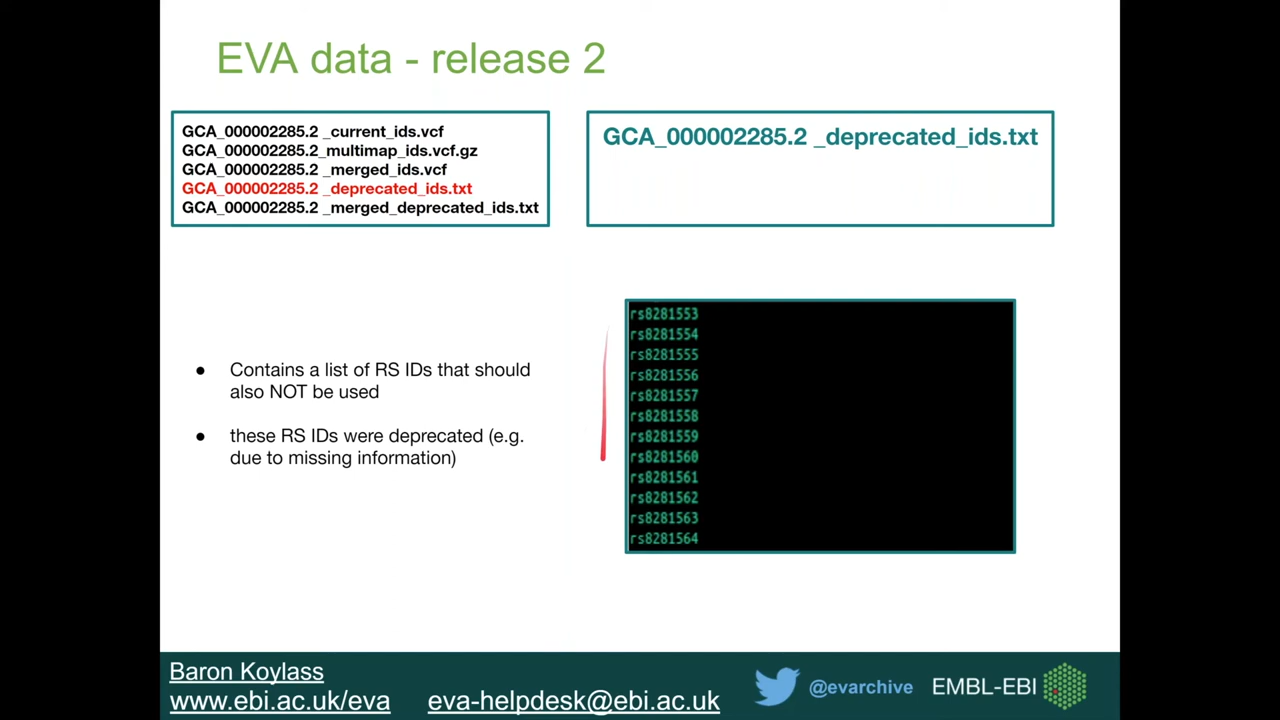 EVA data - release 2
GCA_000002285.2 _current_ids.vcf
GCA_000002285.2_multimap_ids.vcf.gz
GCA_000002285.2 _merged_ids.vcf
GCA_000002285.2 _deprecated_ids.txt
GCA_000002285.2 _merged_deprecated_ids.txt
GCA_000002285.2 _deprecated_ids.txt
● Contains a list of RS IDs that should
also NOT be used
● these RS IDs were deprecated (e.g.
due to missing information)
rs8281553
rs8281554
rs8281555
rs8281556
rs8281557
rs8281558
rs8281559
rs8281560
rs8281561
rs8281562
rs8281563
rs8281564
Baron Koylass
www.ebi.ac.uk/eva eva-helpdesk@ebi.ac.uk
@evarchive
EMBL-EBI